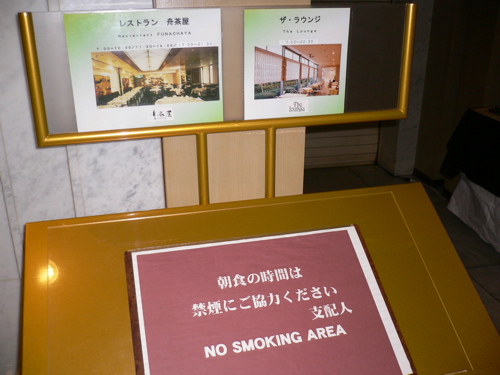 レストラン 舟茶屋
Restaurant FUNACHAYA
ザ・ラウンジ
The Lounge
The
Lounge
朝食の時間は
禁煙にご協力ください
支配人
NO SMOKING AREA